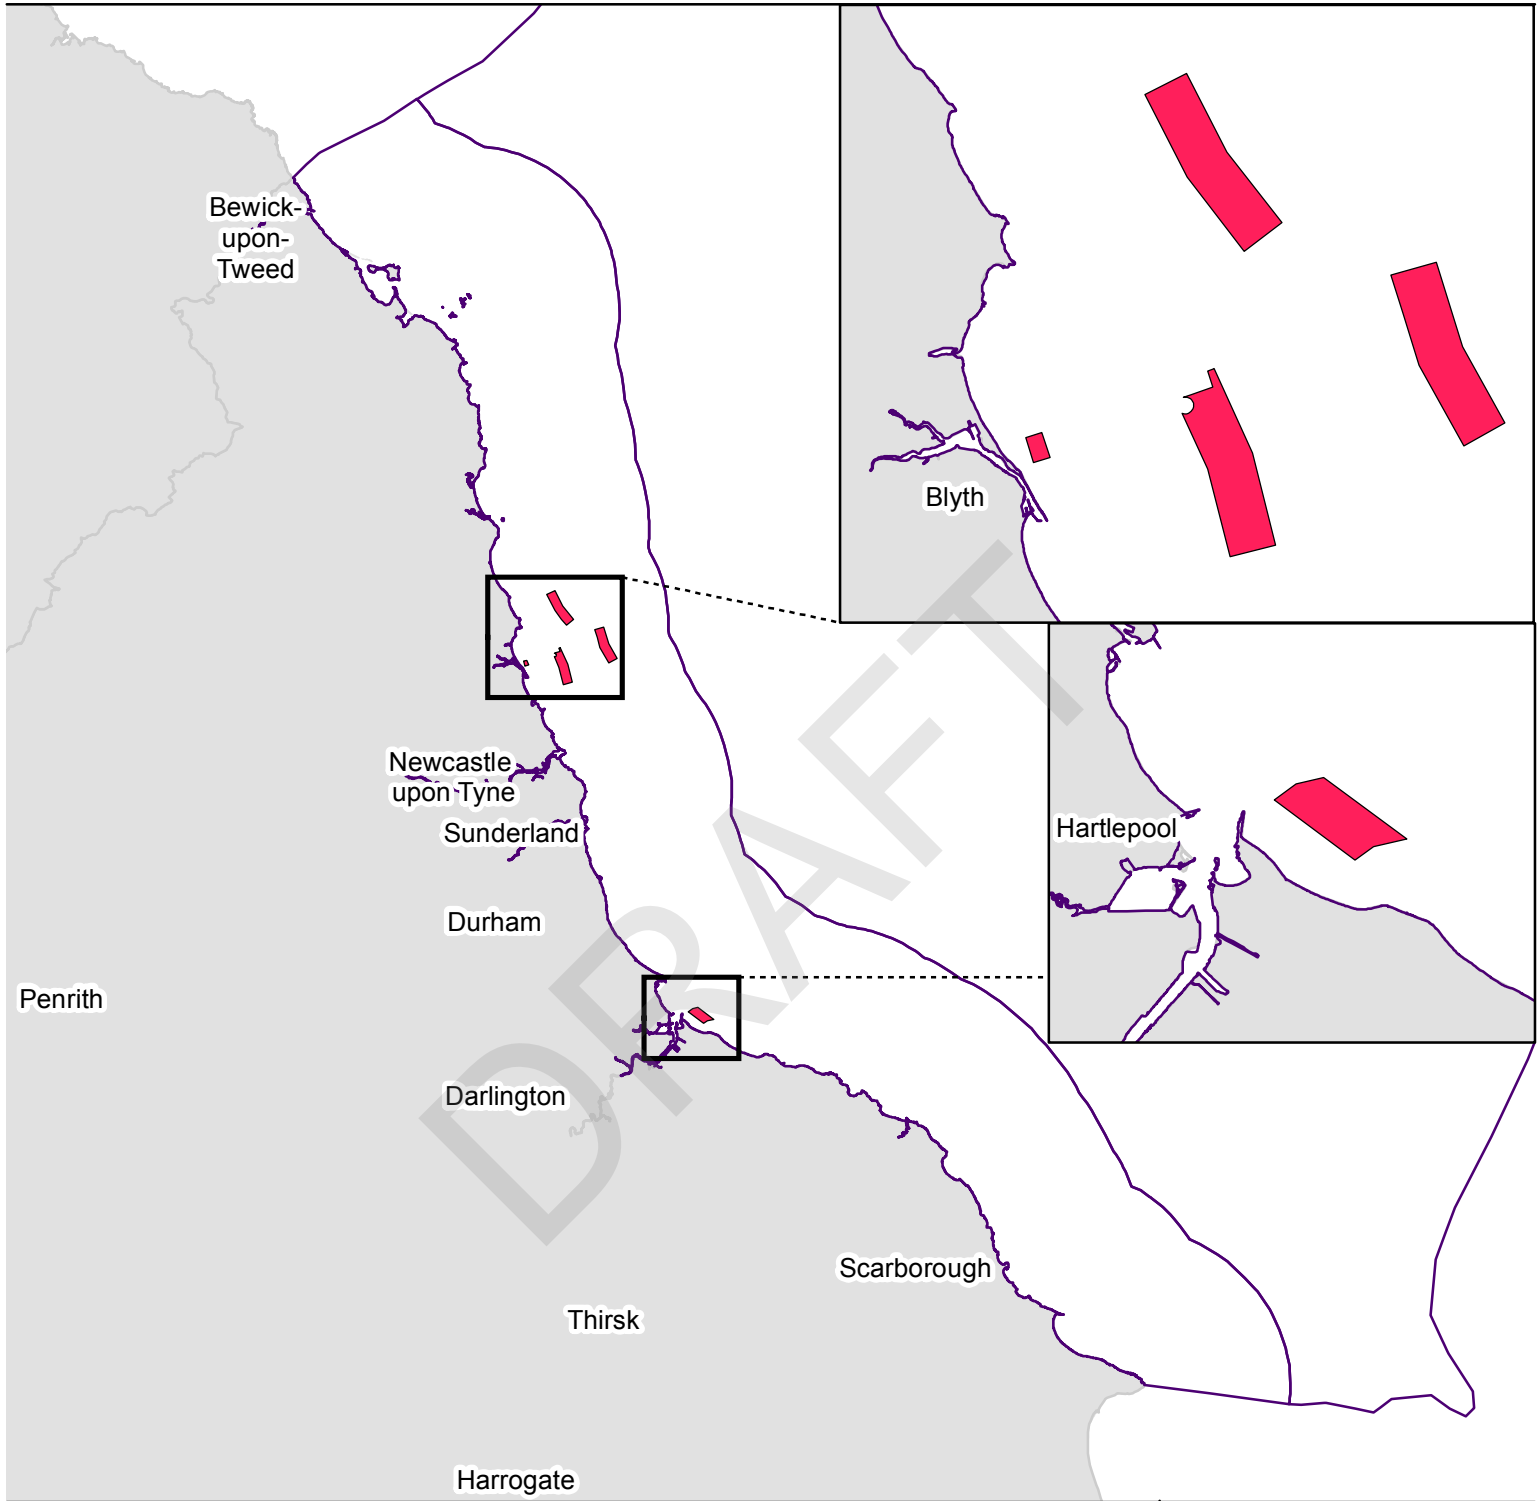 Bewick-
upon-
Tweed
Blyth
Newcastle
upon Tyne
Sunderland
Hartlepool
Durham
Penrith
Darlington
Scarborough
Thirsk
Harrogate
DRAFT